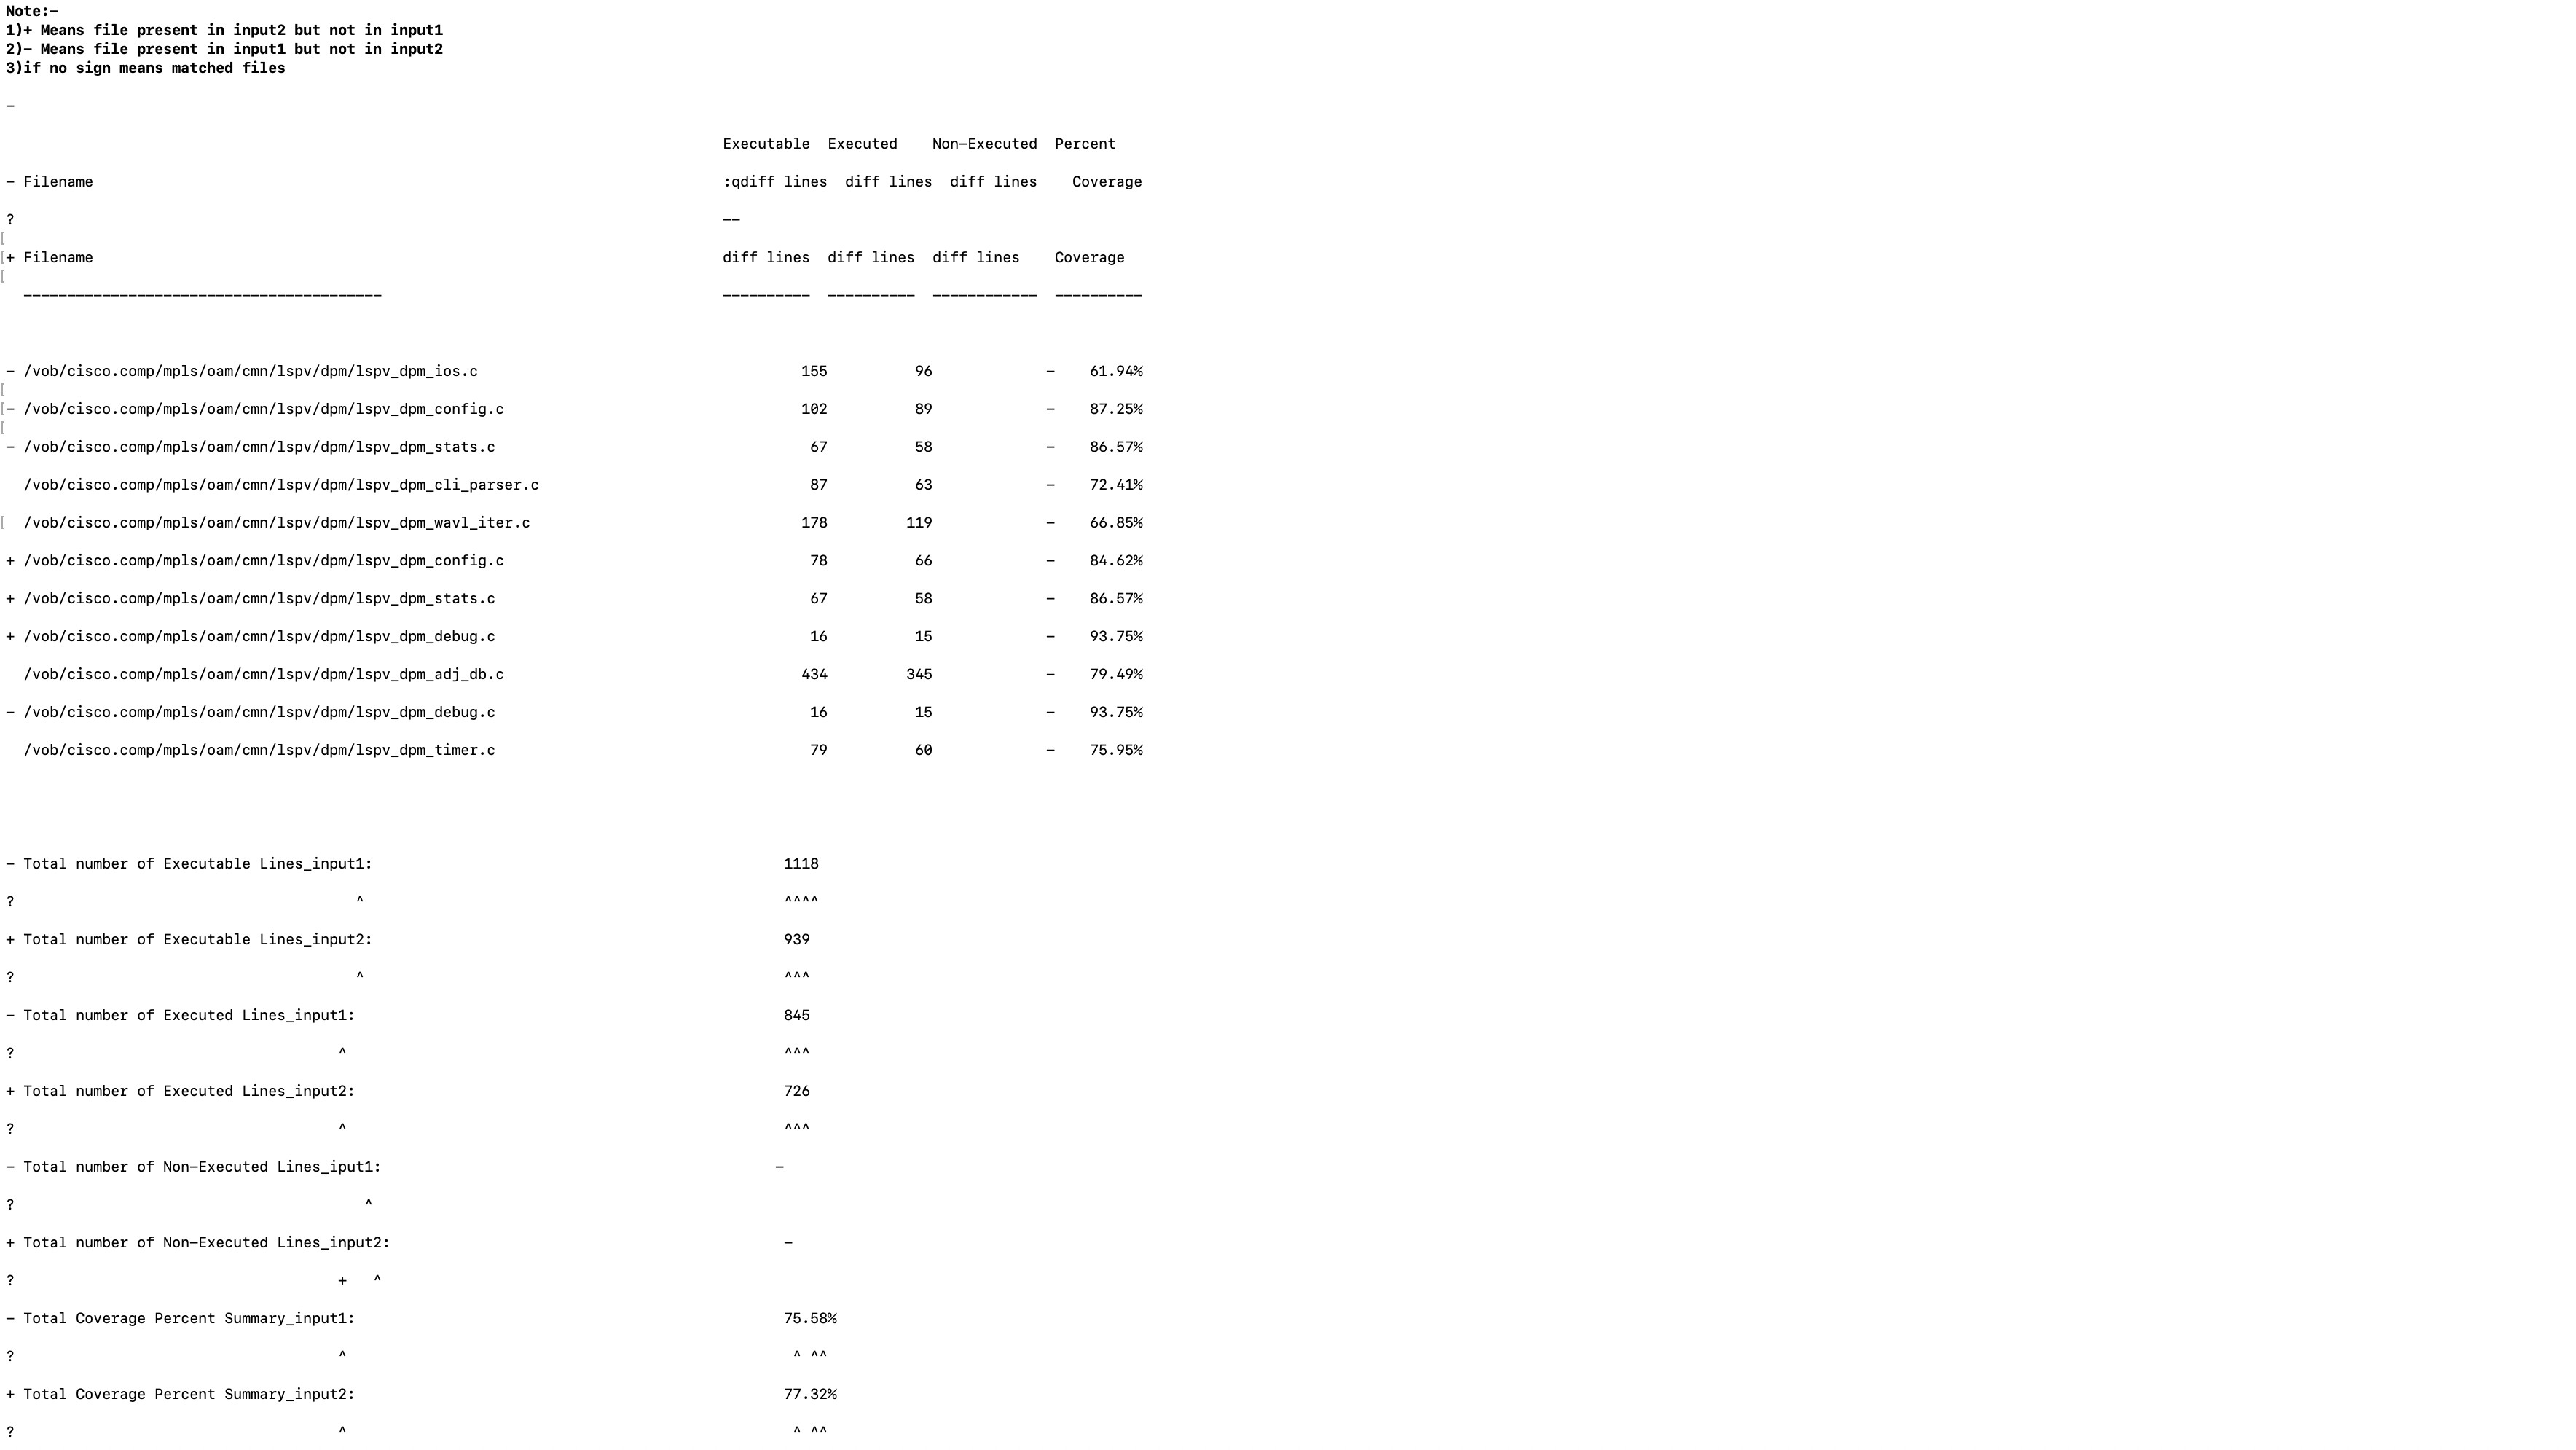 Note:-
1)+ Means file present in input2 but not in input1
2)- Means file present in input1 but not in input2
3)if no sign means matched files
-
Executable  Executed    Non-Executed  Percent
- Filename    :qdiff lines  diff lines  diff lines    Coverage
?    --
[
[+ Filename    diff lines  diff lines  diff lines    Coverage
[
-----------------------------------------    ----------  ----------  ------------  ----------
- /vob/cisco.comp/mpls/oam/cmn/lspv/dpm/lspv_dpm_ios.c    155    96    -    61.94%
[
[- /vob/cisco.comp/mpls/oam/cmn/lspv/dpm/lspv_dpm_config.c    102    89    -    87.25%
[
- /vob/cisco.comp/mpls/oam/cmn/lspv/dpm/lspv_dpm_stats.c    67    58    -    86.57%
/vob/cisco.comp/mpls/oam/cmn/lspv/dpm/lspv_dpm_cli_parser.c    87    63    -    72.41%
[ /vob/cisco.comp/mpls/oam/cmn/lspv/dpm/lspv_dpm_wavl_iter.c    178    119    -    66.85%
+ /vob/cisco.comp/mpls/oam/cmn/lspv/dpm/lspv_dpm_config.c    78    66    -    84.62%
+ /vob/cisco.comp/mpls/oam/cmn/lspv/dpm/lspv_dpm_stats.c    67    58    -    86.57%
+ /vob/cisco.comp/mpls/oam/cmn/lspv/dpm/lspv_dpm_debug.c    16    15    -    93.75%
/vob/cisco.comp/mpls/oam/cmn/lspv/dpm/lspv_dpm_adj_db.c    434    345    -    79.49%
- /vob/cisco.comp/mpls/oam/cmn/lspv/dpm/lspv_dpm_debug.c    16    15    -    93.75%
/vob/cisco.comp/mpls/oam/cmn/lspv/dpm/lspv_dpm_timer.c    79    60    -    75.95%
- Total number of Executable Lines_input1:    1118
?    ^    ^^^^
+ Total number of Executable Lines_input2:    939
?    ^    ^^^
- Total number of Executed Lines_input1:    845
?    ^    ^^^
+ Total number of Executed Lines_input2:    726
?    ^    ^^^
- Total number of Non-Executed Lines_iput1:    -
?    ^
+ Total number of Non-Executed Lines_input2:    -
?    +   ^
- Total Coverage Percent Summary_input1:    75.58%
?    ^    ^ ^^
+ Total Coverage Percent Summary_input2:    77.32%
?    ^    ^ ^^